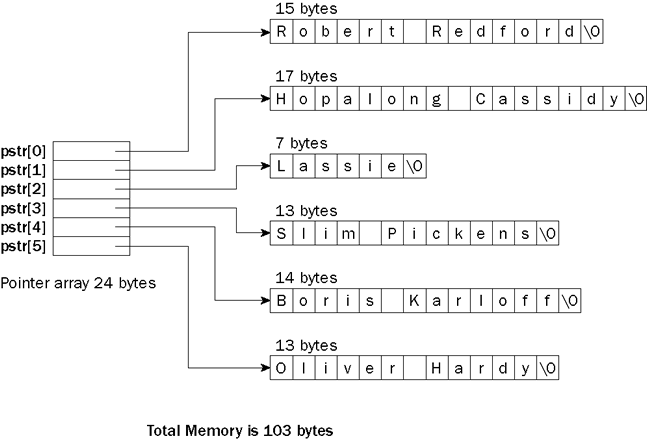 15 bytes
R o b e r t   R e d f o r d \0
17 bytes
H o p a l o n g   C a s s i d y \0
7 bytes
L a s s i e \0
13 bytes
S l i m   P i c k e n s \0
14 bytes
B o r i s   K a r l o f f \0
13 bytes
O l i v e r   H a r d y \0
pstr[0]
pstr[1]
pstr[2]
pstr[3]
pstr[4]
pstr[5]
Pointer array 24 bytes
Total Memory is 103 bytes